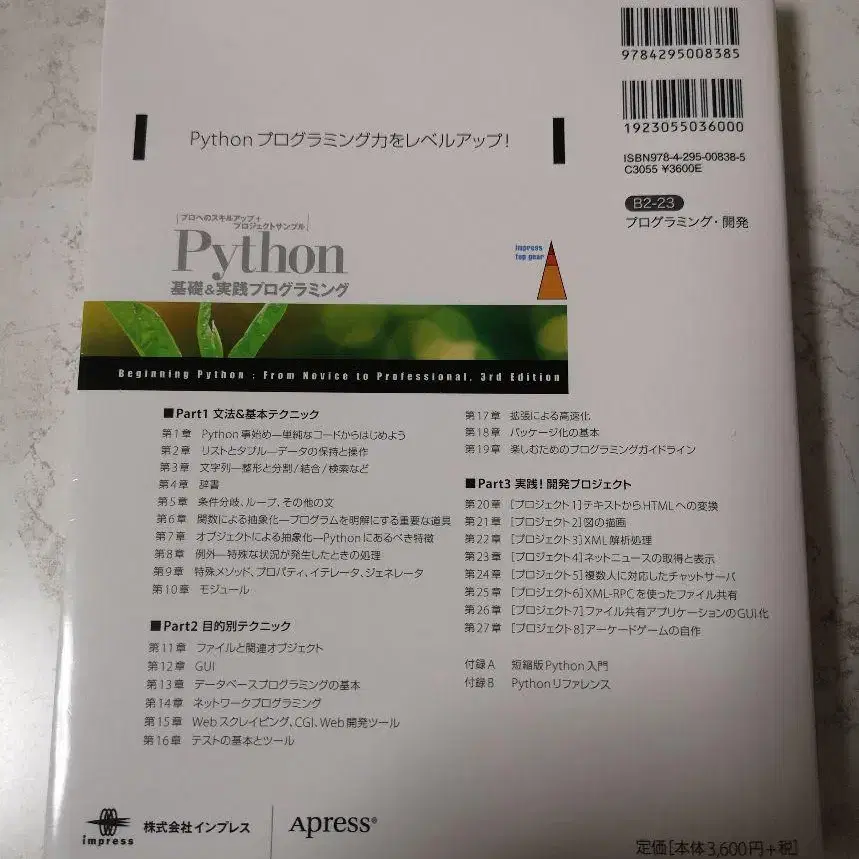 9784295008385
1923055036000
ISBN978-4-295-00838-5
C3055 ¥3600E
B2-23
プログラミング・開発
Python プログラミング力をレベルアップ!
プロへのスキルアップ+
プロジェクトサンプル
Python
基礎&実践プログラミング
impress
top gear
Beginning Python : From Novice to Professional, 3rd Edition
■Part1 文法&基本テクニック
第1章 Python事始め—単純なコードからはじめよう
第2章 リストとタプル—データの保持と操作
第3章 文字列—整形と分割/結合/検索など
第4章 辞書
第5章 条件分岐、ループ、その他の文
第6章 関数による抽象化—プログラムを明解にする重要な道具
第7章 オブジェクトによる抽象化—Pythonにあるべき特徴
第8章 例外—特殊な状況が発生したときの処理
第9章 特殊メソッド、プロパティ、イテレータ、ジェネレータ
第10章 モジュール
■Part2 目的別テクニック
第11章 ファイルと関連オブジェクト
第12章 GUI
第13章 データベースプログラミングの基本
第14章 ネットワークプログラミング
第15章 Webスクレイピング、CGI、Web開発ツール
第16章 テストの基本とツール
第17章 拡張による高速化
第18章 パッケージ化の基本
第19章 楽しむためのプログラミングガイドライン
■Part3 実践! 開発プロジェクト
第20章 [プロジェクト1]テキストからHTMLへの変換
第21章 [プロジェクト2]図の描画
第22章 [プロジェクト3]XML解析処理
第23章 [プロジェクト4]ネットニュースの取得と表示
第24章 [プロジェクト5]複数人に対応したチャットサーバ
第25章 [プロジェクト6]XML-RPCを使ったファイル共有
第26章 [プロジェクト7]ファイル共有アプリケーションのGUI化
第27章 [プロジェクト8]アーケードゲームの自作
付録A 短縮版Python入門
付録B Pythonリファレンス
impress
株式会社インプレス
Apress®
定価[本体3,600円+税]